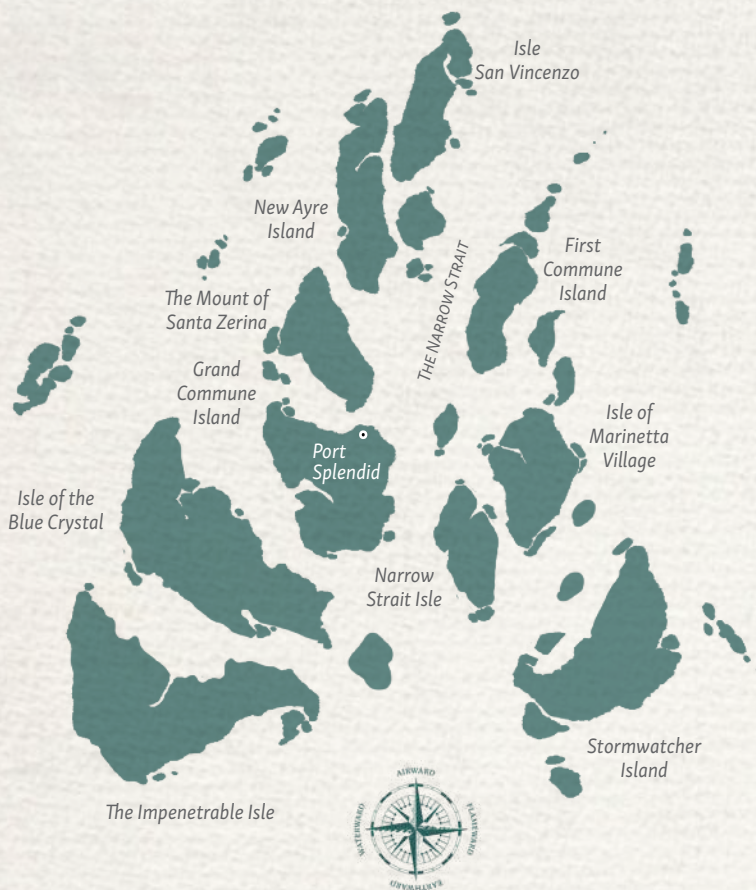 Isle
San Vincenzo
New Ayre
Island
First
Commune
Island
The Narrow Strait
The Mount of
Santa Zerina
Grand
Commune
Island
Isle of
Marinetta
Village
Port
Splendid
Isle of the
Blue Crystal
Narrow
Strait Isle
Stormwatcher
Island
The Impenetrable Isle
AIRWARD
WATERWARD
FLAMEWARD
EARTHWARD